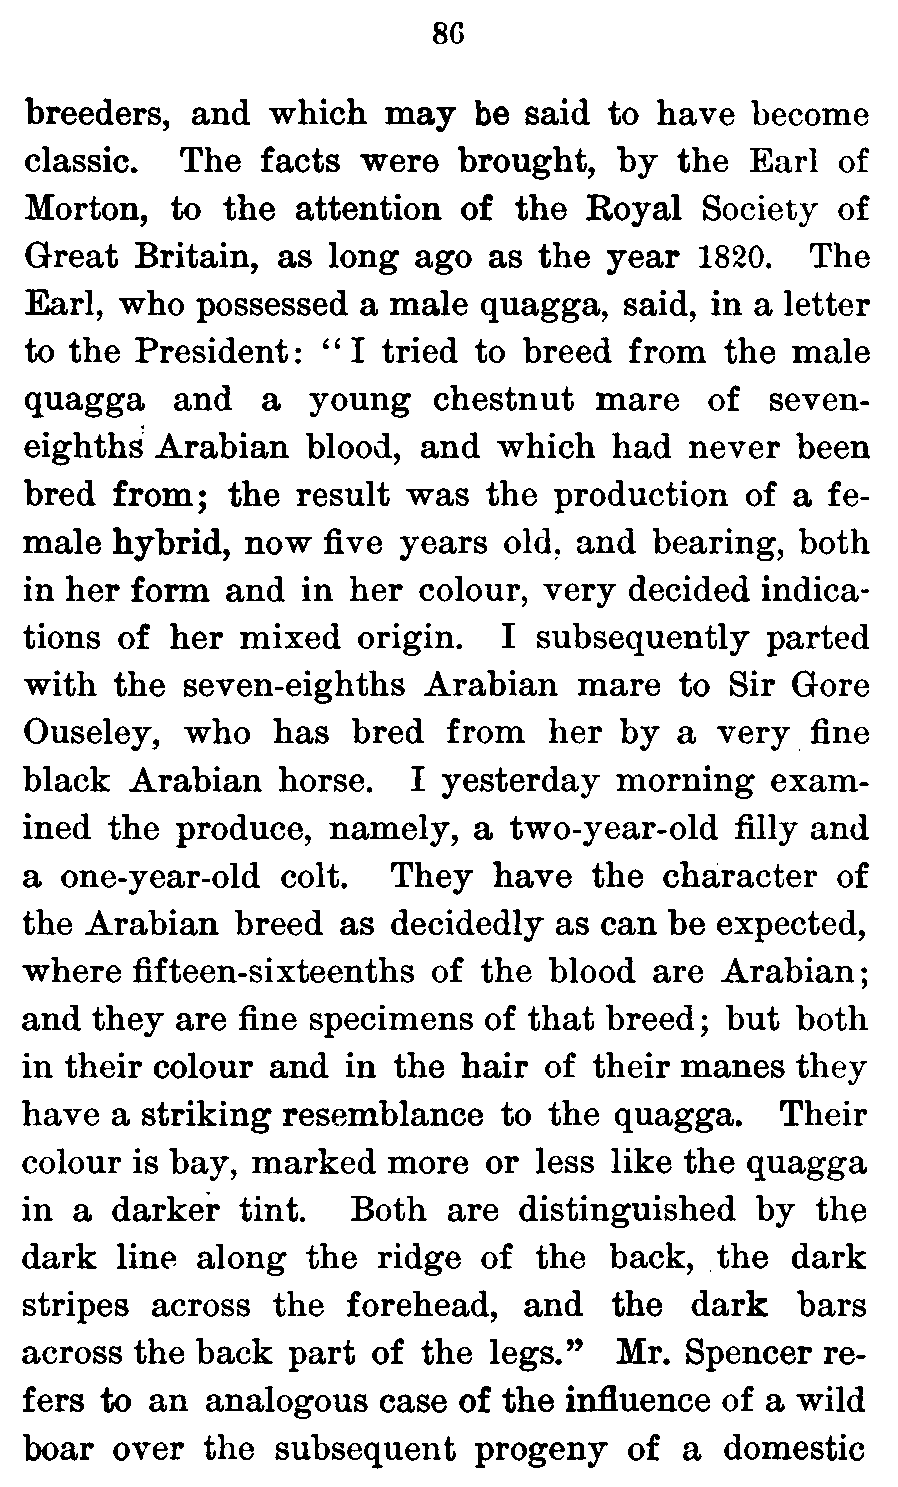 86
breeders, and which may be said to have become
classic. The facts were brought, by the Earl of
Morton, to the attention of the Royal Society of
Great Britain, as long ago as the year 1820. The
Earl, who possessed a male quagga, said, in a letter
to the President: “I tried to breed from the male
quagga and a young chestnut mare of seven-
eighths Arabian blood, and which had never been
bred from; the result was the production of a fe-
male hybrid, now five years old, and bearing, both
in her form and in her colour, very decided indica-
tions of her mixed origin. I subsequently parted
with the seven-eighths Arabian mare to Sir Gore
Ouseley, who has bred from her by a very fine
black Arabian horse. I yesterday morning exam-
ined the produce, namely, a two-year-old filly and
a one-year-old colt. They have the character of
the Arabian breed as decidedly as can be expected,
where fifteen-sixteenths of the blood are Arabian;
and they are fine specimens of that breed; but both
in their colour and in the hair of their manes they
have a striking resemblance to the quagga. Their
colour is bay, marked more or less like the quagga
in a darker tint. Both are distinguished by the
dark line along the ridge of the back, the dark
stripes across the forehead, and the dark bars
across the back part of the legs.” Mr. Spencer re-
fers to an analogous case of the influence of a wild
boar over the subsequent progeny of a domestic